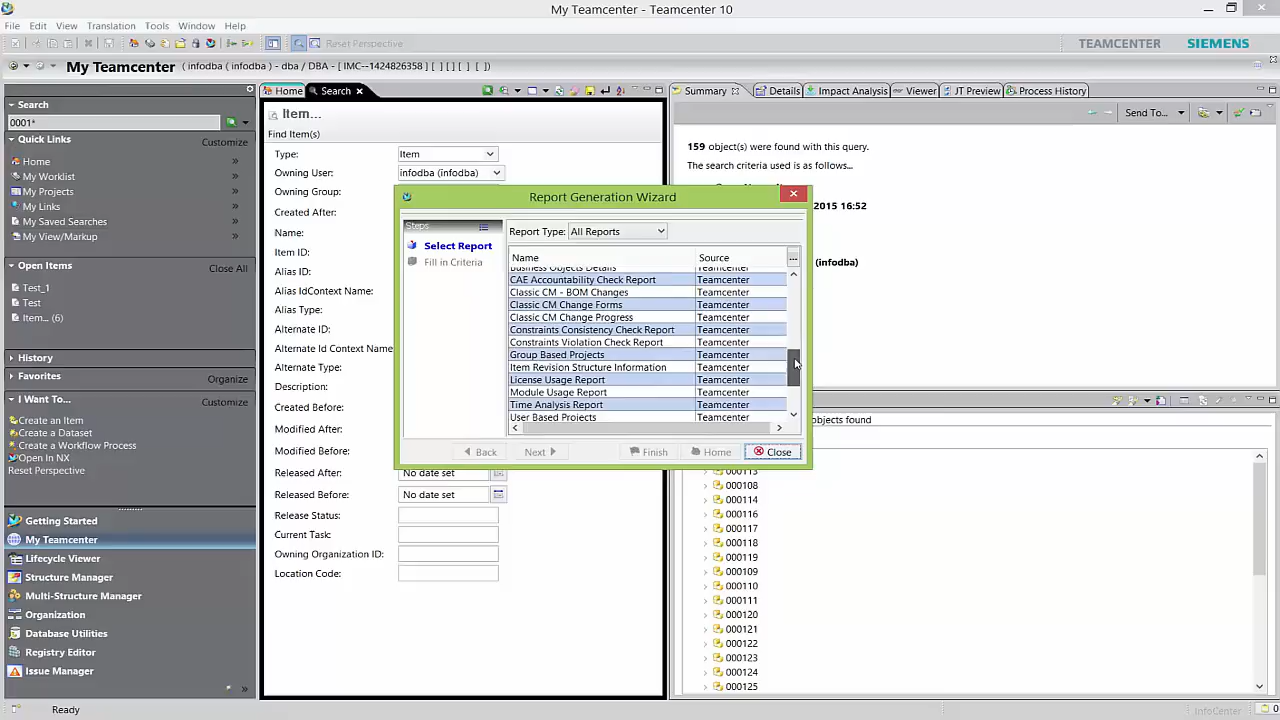 My Teamcenter - Teamcenter 10
File Edit View Translation Tools Window Help
Reset Perspective
TEAMCENTER SIEMENS
My Teamcenter ( infodba ( infodba ) - dba / DBA - [ IMC--1424826358 ] [ ] [ ] [ ] [ ] )
Search
0001*
Quick Links Customize
Home
My Worklist
My Projects
My Links
My Saved Searches
My View/Markup
Open Items Close All
Test_1
Test
Item... (6)
History
Favorites Organize
I Want To... Customize
Create an Item
Create a Dataset
Create a Workflow Process
Open In NX
Reset Perspective
Getting Started
My Teamcenter
Lifecycle Viewer
Structure Manager
Multi-Structure Manager
Organization
Database Utilities
Registry Editor
Issue Manager
Ready
Home Search
Item...
Find Item(s)
Type: Item
Owning User: infodba (infodba)
Owning Group:
Created After:
Name:
Item ID:
Alias ID:
Alias IdContext Name:
Alias Type:
Alternate ID:
Alternate Id Context Name
Alternate Type:
Description:
Created Before:
Modified After:
Modified Before:
Released After: No date set
Released Before: No date set
Release Status:
Current Task:
Owning Organization ID:
Location Code:
Report Generation Wizard
Steps
Select Report
Fill in Criteria
Report Type: All Reports
Name Source
Business Objects Details Teamcenter
CAE Accountability Check Report Teamcenter
Classic CM - BOM Changes Teamcenter
Classic CM Change Forms Teamcenter
Classic CM Change Progress Teamcenter
Constraints Consistency Check Report Teamcenter
Constraints Violation Check Report Teamcenter
Group Based Projects Teamcenter
Item Revision Structure Information Teamcenter
License Usage Report Teamcenter
Module Usage Report Teamcenter
Time Analysis Report Teamcenter
User Based Projects Teamcenter
Back Next Finish Home Close
Summary Details Impact Analysis Viewer JT Preview Process History
Send To...
159 object(s) were found with this query.
The search criteria used is as follows...
2015 16:52
(infodba)
objects found
000113
000108
000114
000116
000117
000118
000119
000109
000110
000111
000120
000121
000122
000123
000124
000125
InfoCenter
0